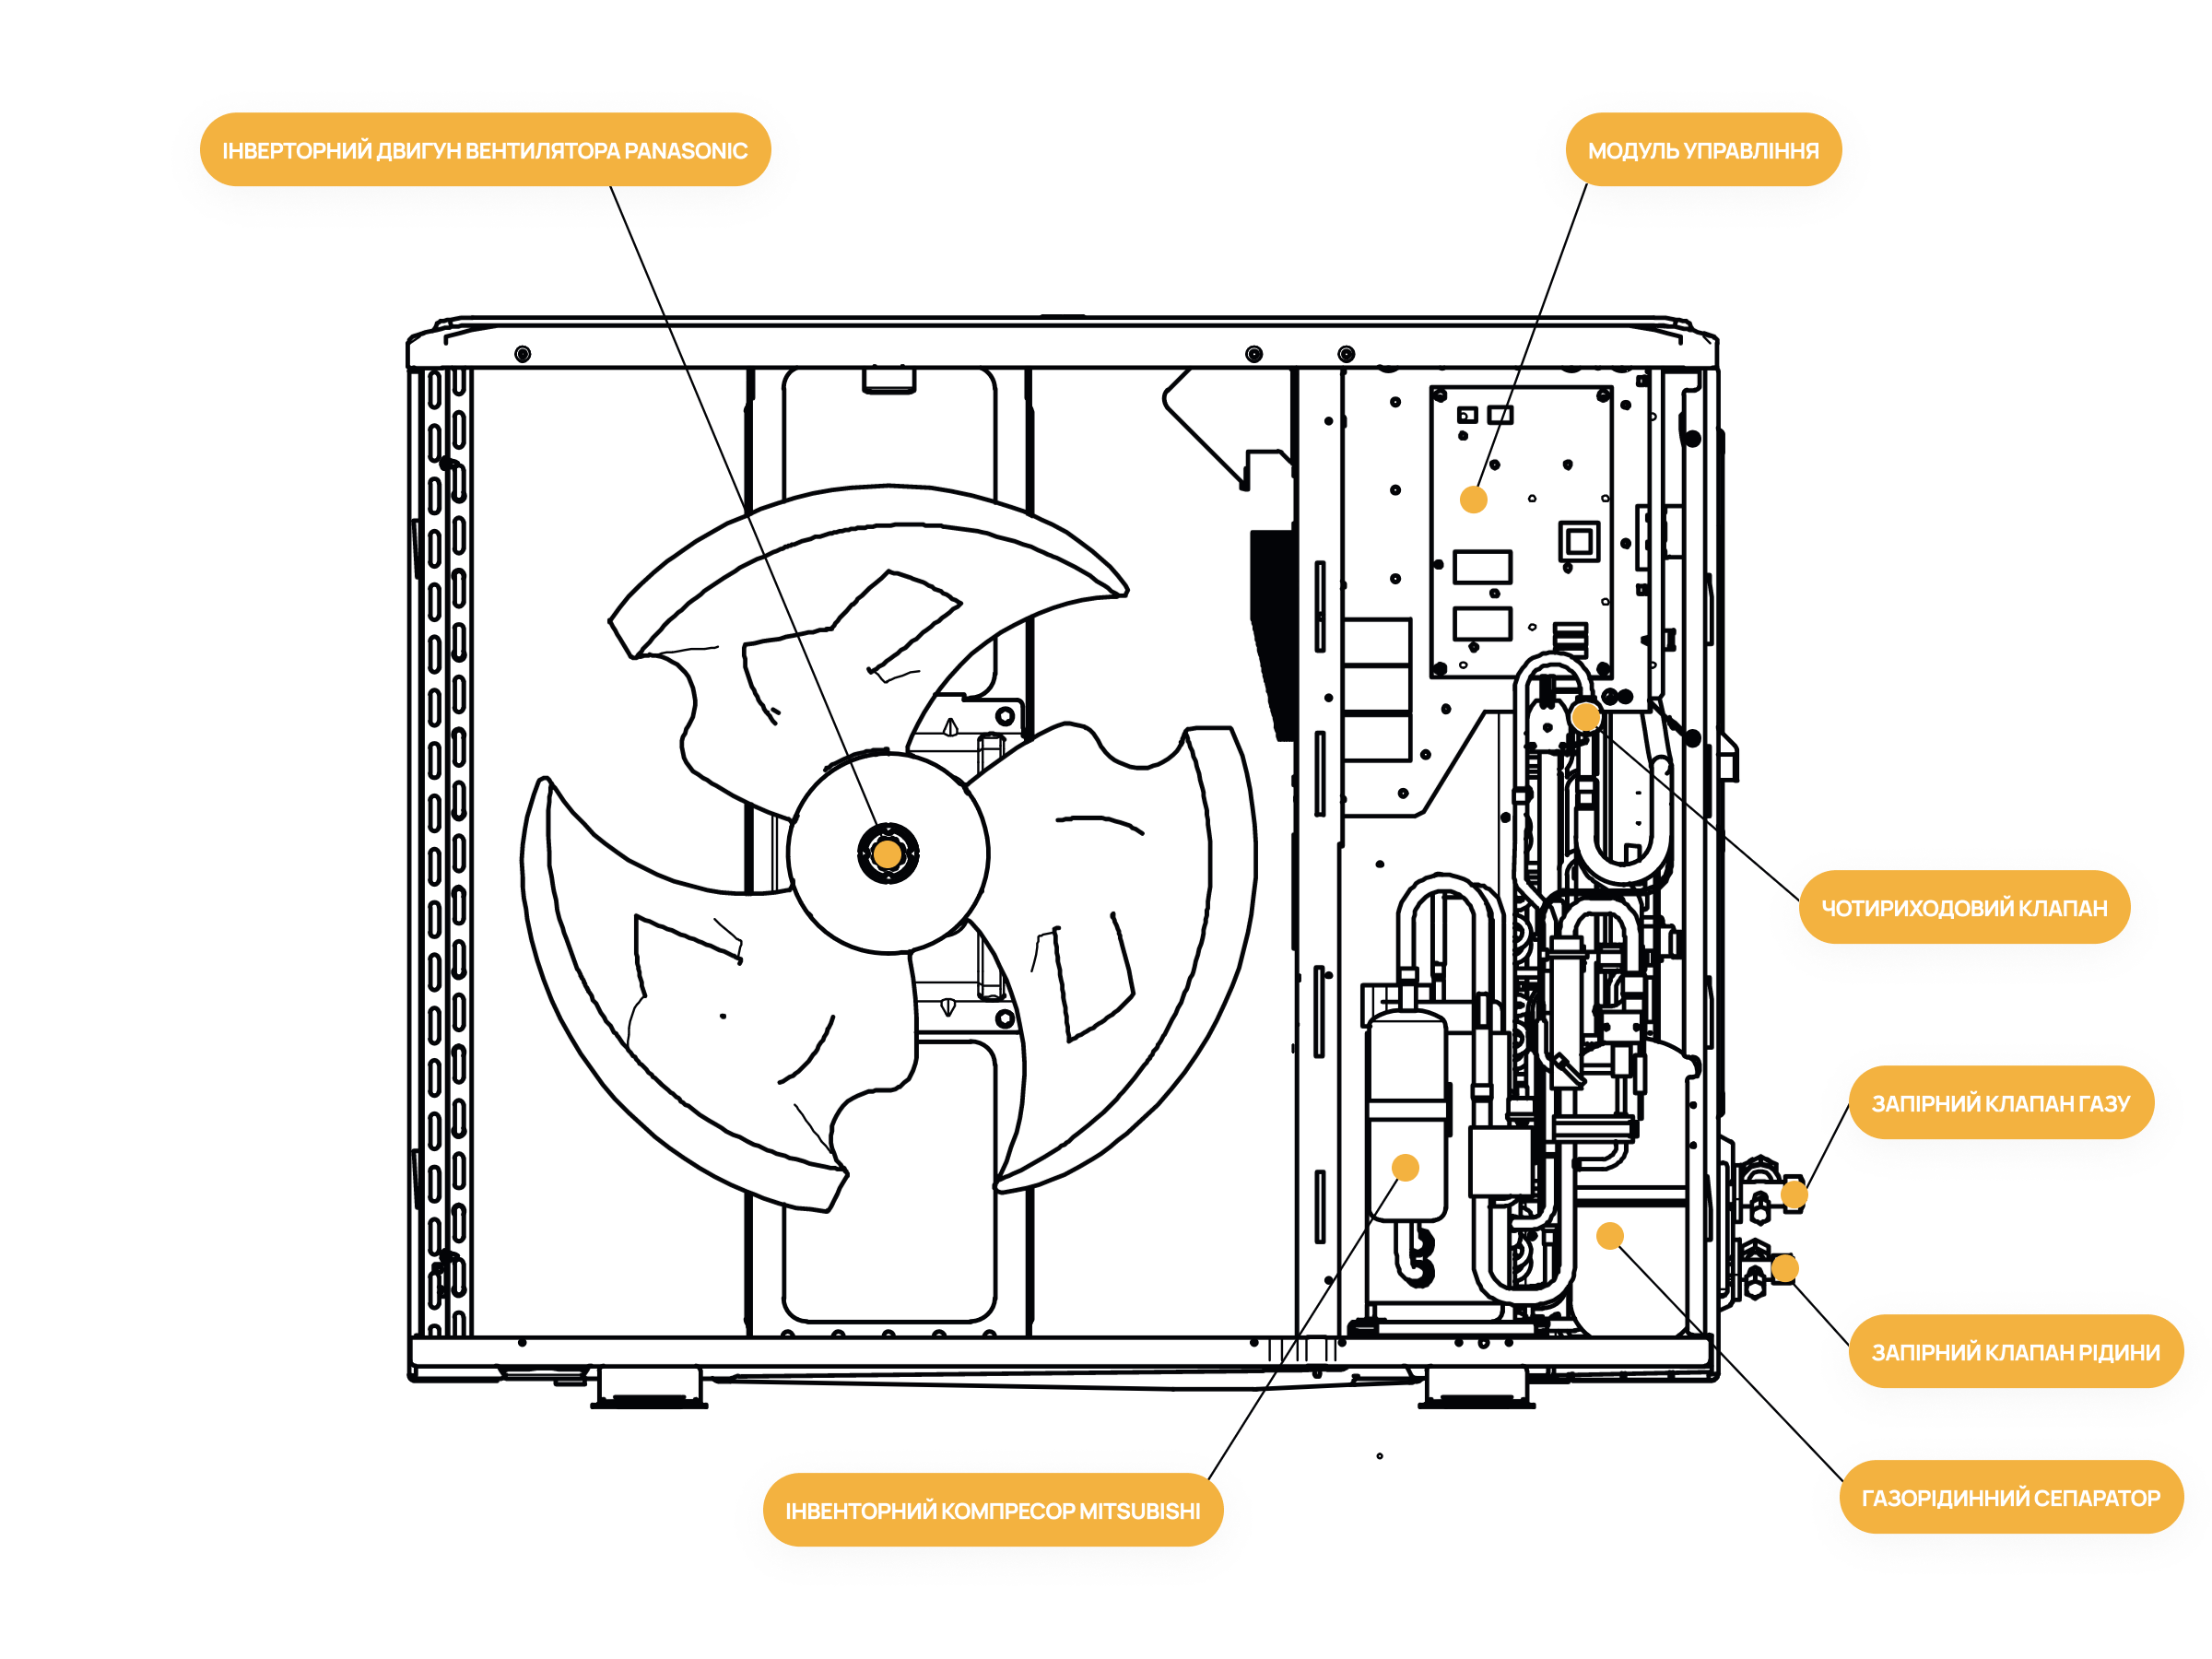 ІНВЕРТОРНИЙ ДВИГУН ВЕНТИЛЯТОРА PANASONIC
МОДУЛЬ УПРАВЛІННЯ
ЧОТИРИХОДОВИЙ КЛАПАН
ЗАПІРНИЙ КЛАПАН ГАЗУ
ЗАПІРНИЙ КЛАПАН РІДИНИ
ГАЗОРІДИННИЙ СЕПАРАТОР
ІНВЕНТОРНИЙ КОМПРЕСОР MITSUBISHI